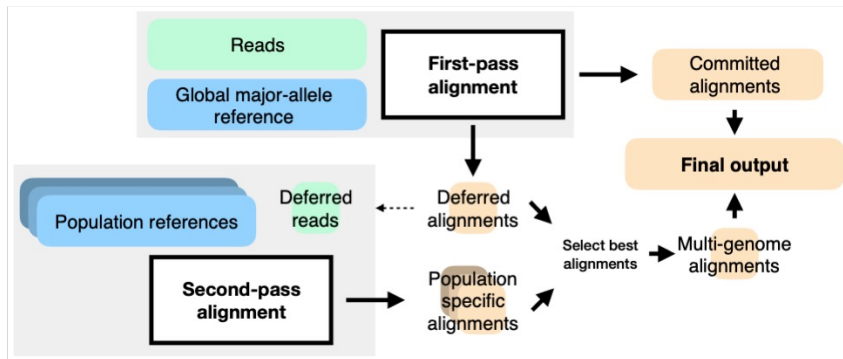 Reads
Global major-allele
reference
First-pass
alignment
Committed
alignments
Final output
Population references
Deferred
reads
Deferred
alignments
Select best
alignments
Multi-genome
alignments
Second-pass
alignment
Population
specific
alignments